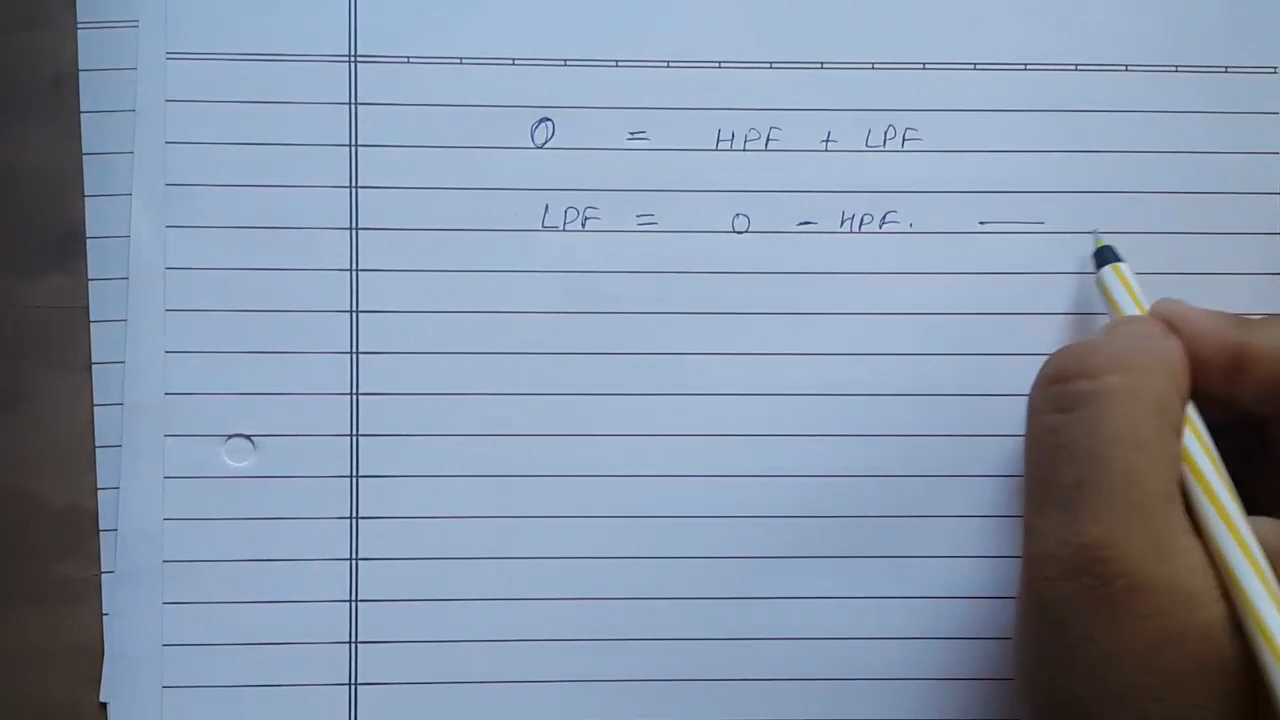 O = HPF + LPF
LPF = O - HPF. —